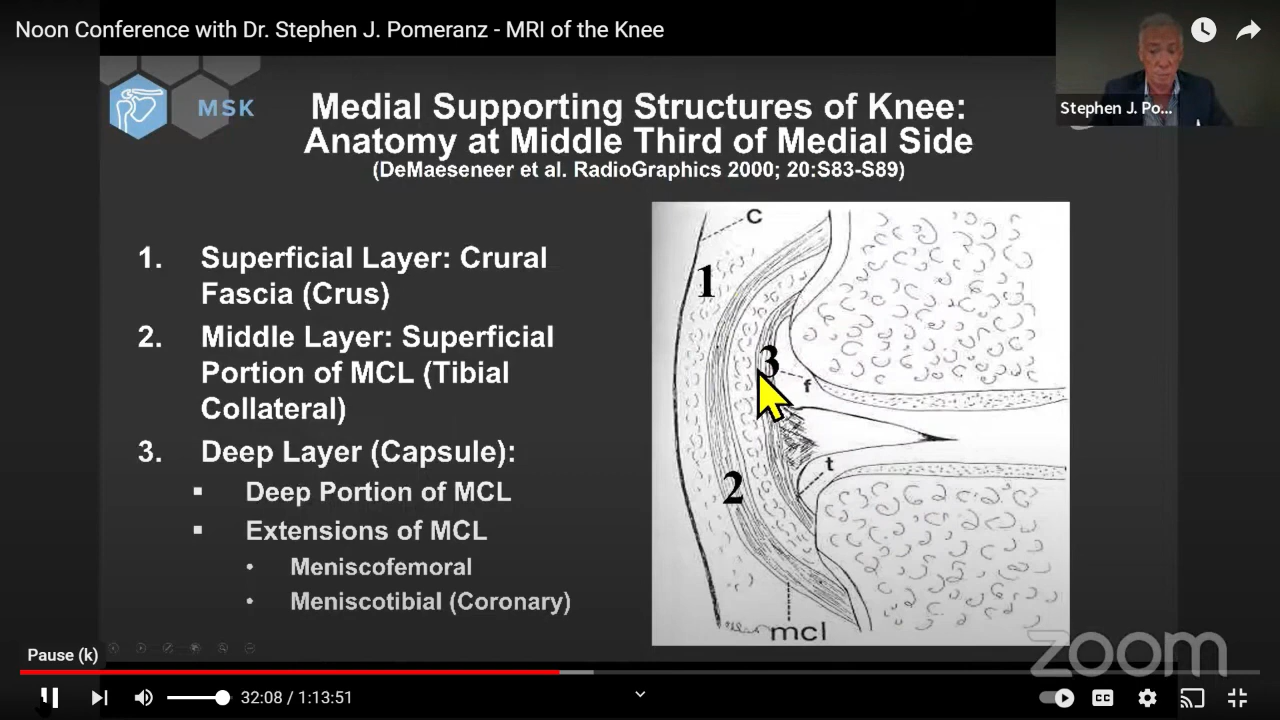 Noon Conference with Dr. Stephen J. Pomeranz - MRI of the Knee
MSK
Stephen J. Po...
Medial Supporting Structures of Knee:
Anatomy at Middle Third of Medial Side
(DeMaeseneer et al. RadioGraphics 2000; 20:S83-S89)
1. Superficial Layer: Crural
Fascia (Crus)
2. Middle Layer: Superficial
Portion of MCL (Tibial
Collateral)
3. Deep Layer (Capsule):
▪ Deep Portion of MCL
▪ Extensions of MCL
• Meniscofemoral
• Meniscotibial (Coronary)
C
1
3
f
t
2
mcl
zoom
Pause (k)
32:08 / 1:13:51
CC